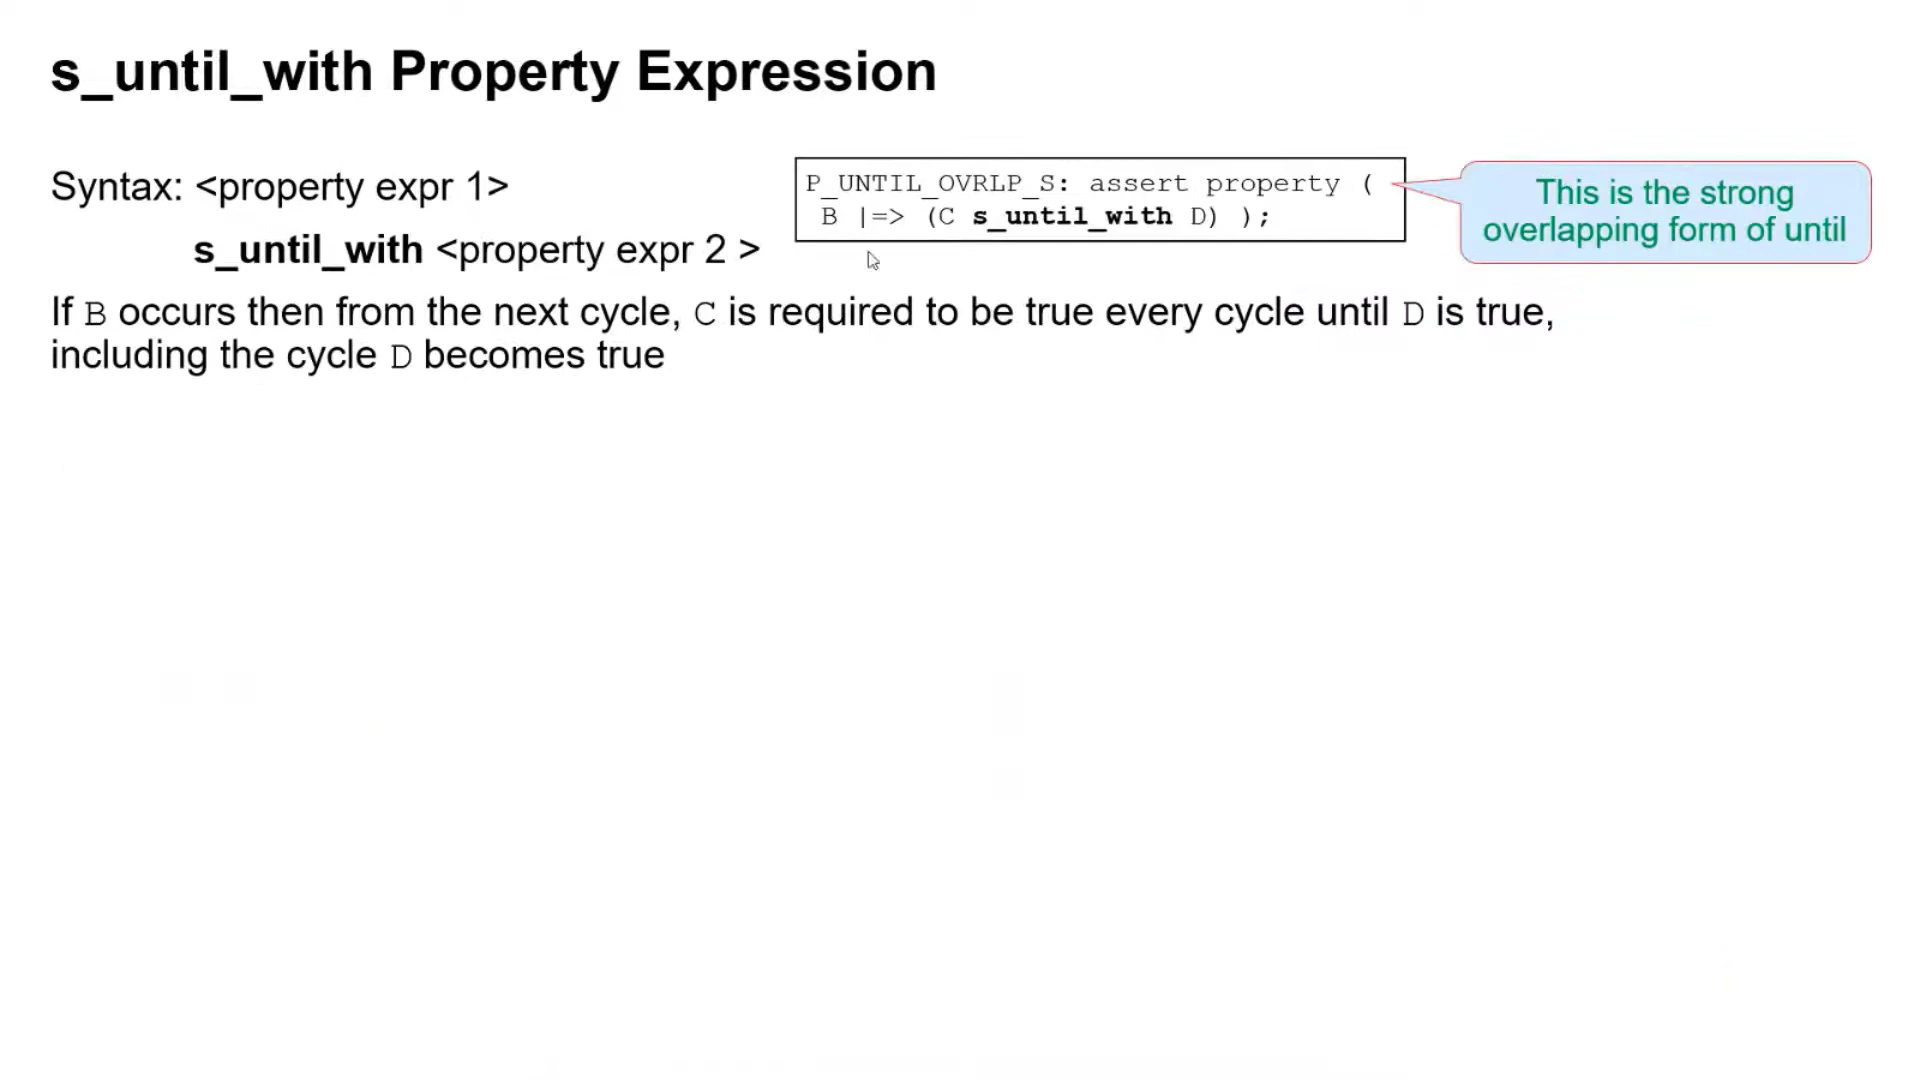 s_until_with Property Expression
Syntax: <property expr 1>
s_until_with <property expr 2 >
P_UNTIL_OVRLP_S: assert property (
B |=> (C s_until_with D) );
This is the strong
overlapping form of until
If B occurs then from the next cycle, C is required to be true every cycle until D is true,
including the cycle D becomes true